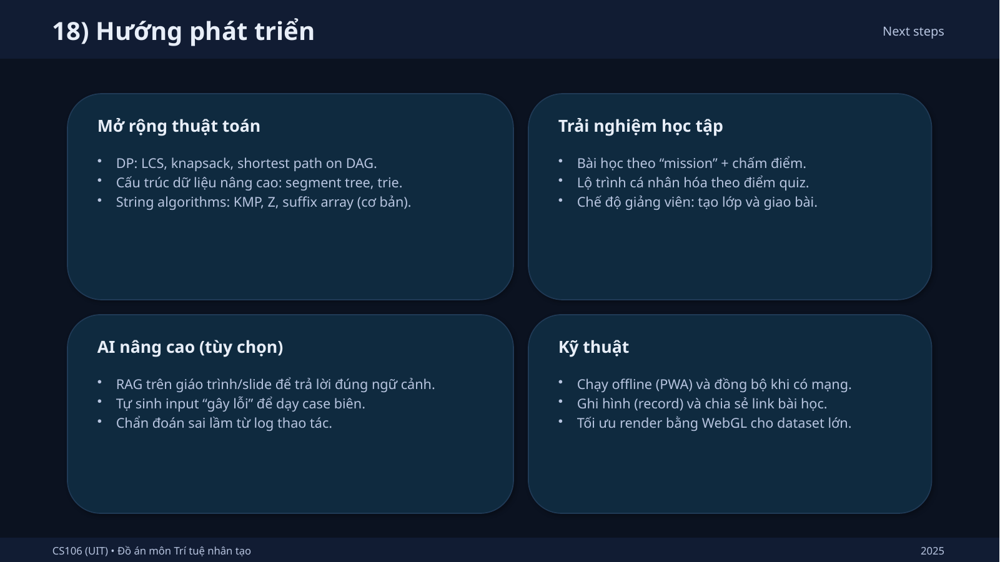 18) Hướng phát triển
Next steps
Mở rộng thuật toán
• DP: LCS, knapsack, shortest path on DAG.
• Cấu trúc dữ liệu nâng cao: segment tree, trie.
• String algorithms: KMP, Z, suffix array (cơ bản).
Trải nghiệm học tập
• Bài học theo “mission” + chấm điểm.
• Lộ trình cá nhân hóa theo điểm quiz.
• Chế độ giảng viên: tạo lớp và giao bài.
AI nâng cao (tùy chọn)
• RAG trên giáo trình/slide để trả lời đúng ngữ cảnh.
• Tự sinh input “gây lỗi” để dạy case biên.
• Chẩn đoán sai lầm từ log thao tác.
Kỹ thuật
• Chạy offline (PWA) và đồng bộ khi có mạng.
• Ghi hình (record) và chia sẻ link bài học.
• Tối ưu render bằng WebGL cho dataset lớn.
CS106 (UIT) • Đồ án môn Trí tuệ nhân tạo
2025